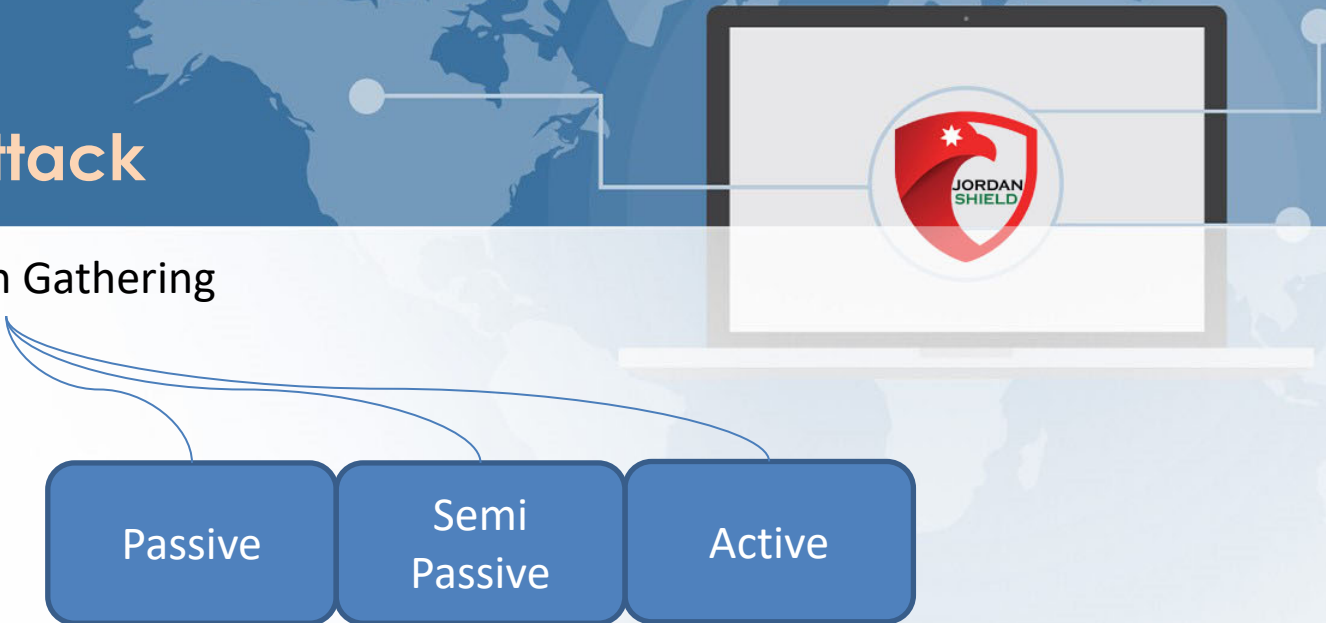 ttack
n Gathering
JORDAN
SHIELD
Passive
Semi
Passive
Active